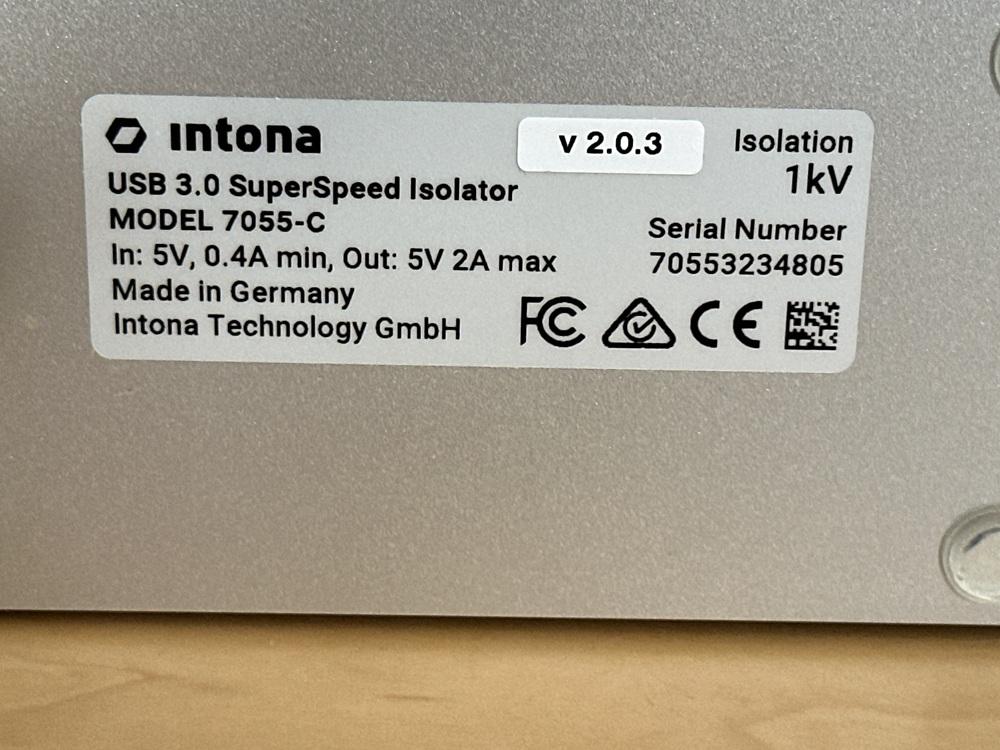 intona
v 2.0.3
Isolation
1kV
USB 3.0 SuperSpeed Isolator
MODEL 7055-C
Serial Number
In: 5V, 0.4A min, Out: 5V 2A max
70553234805
Made in Germany
Intona Technology GmbH
FC CE